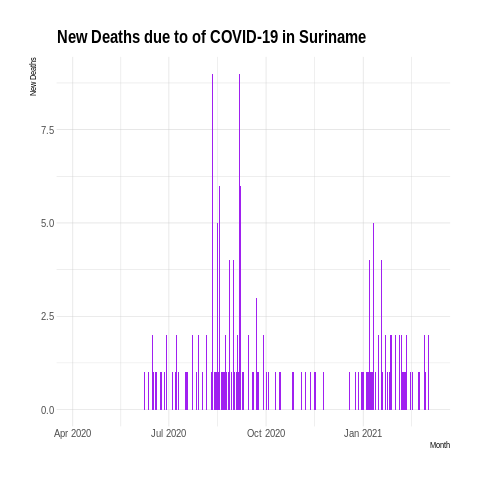 New Deaths due to of COVID-19 in Suriname
New Deaths
7.5
5.0
2.5
0.0
Apr 2020 Jul 2020 Oct 2020 Jan 2021
Month